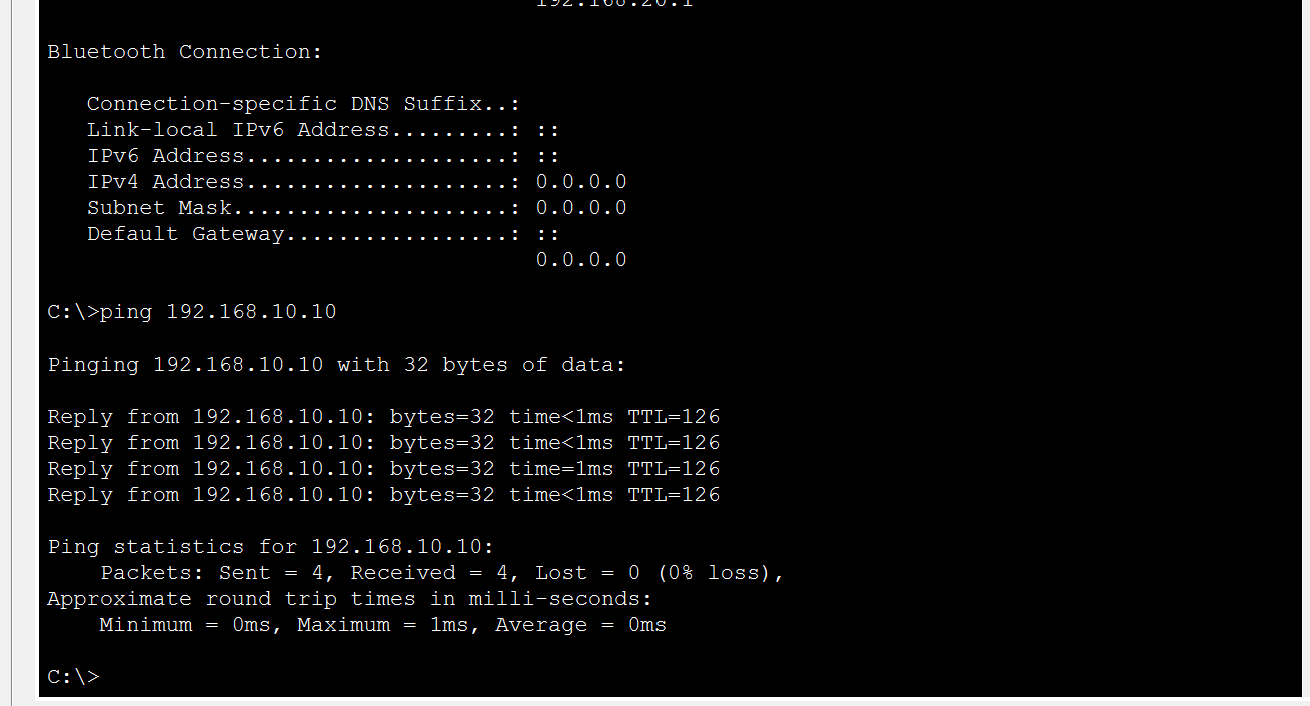 192.168.20.1
Bluetooth Connection:
Connection-specific DNS Suffix..:
Link-local IPv6 Address.........: ::
IPv6 Address....................: ::
IPv4 Address....................: 0.0.0.0
Subnet Mask.....................: 0.0.0.0
Default Gateway.................: ::
0.0.0.0
C:\>ping 192.168.10.10
Pinging 192.168.10.10 with 32 bytes of data:
Reply from 192.168.10.10: bytes=32 time<1ms TTL=126
Reply from 192.168.10.10: bytes=32 time<1ms TTL=126
Reply from 192.168.10.10: bytes=32 time=1ms TTL=126
Reply from 192.168.10.10: bytes=32 time<1ms TTL=126
Ping statistics for 192.168.10.10:
Packets: Sent = 4, Received = 4, Lost = 0 (0% loss),
Approximate round trip times in milli-seconds:
Minimum = 0ms, Maximum = 1ms, Average = 0ms
C:\>